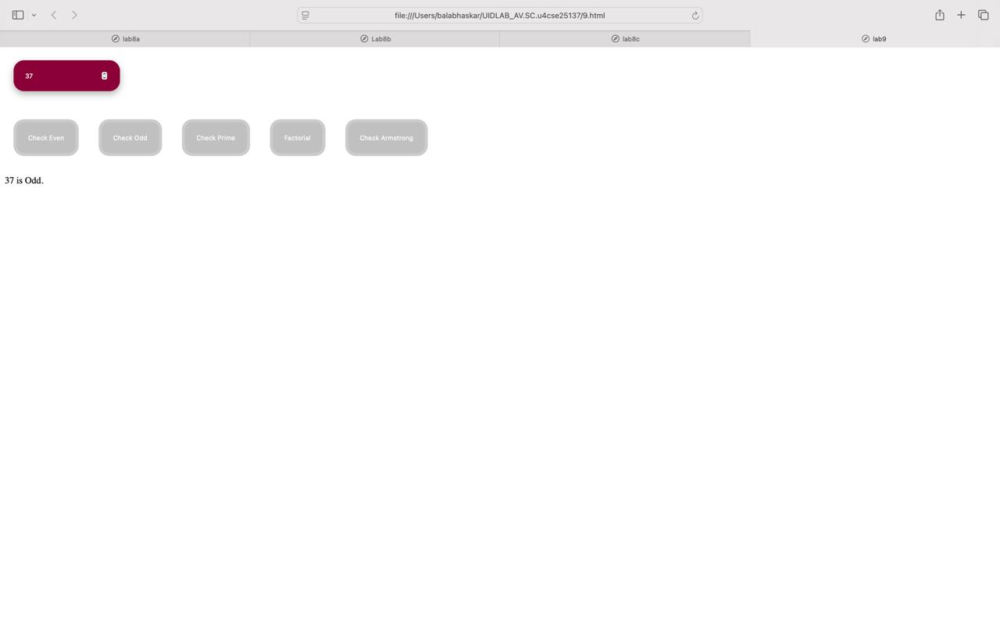 file:///Users/balabhaskar/UIDLAB_AV.SC.u4cse25137/9.html
lab8a Lab8b lab8c lab9
37
Check Even Check Odd Check Prime Factorial Check Armstrong
37 is Odd.